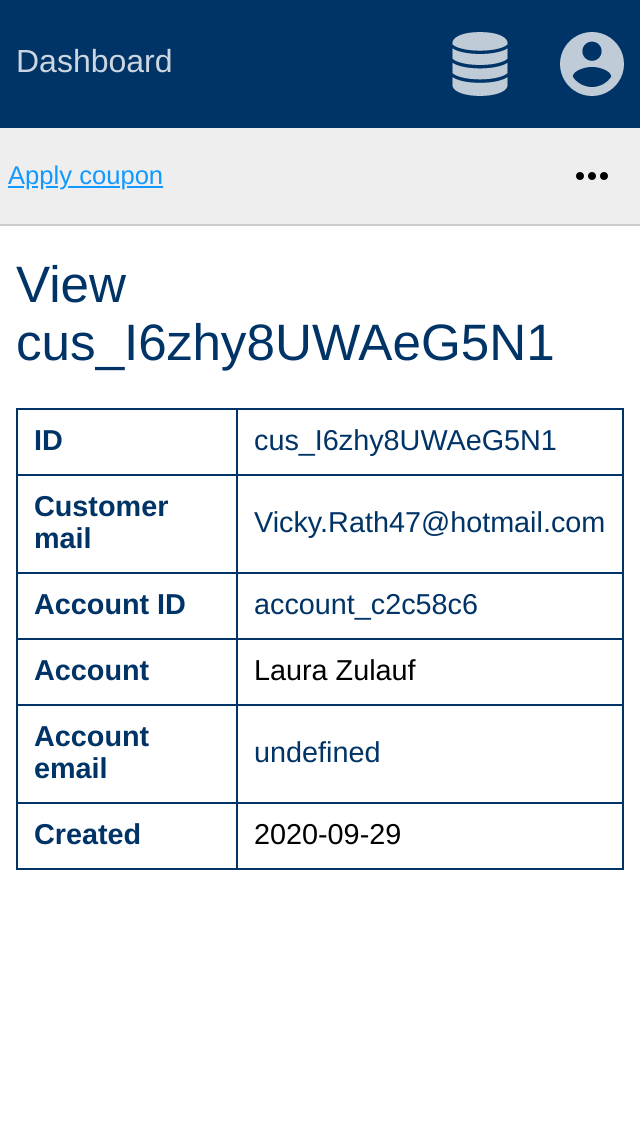 Dashboard
Apply coupon
View
cus_I6zhy8UWAeG5N1
ID cus_I6zhy8UWAeG5N1
Customer
mail Vicky.Rath47@hotmail.com
Account ID account_c2c58c6
Account Laura Zulauf
Account
email undefined
Created 2020-09-29